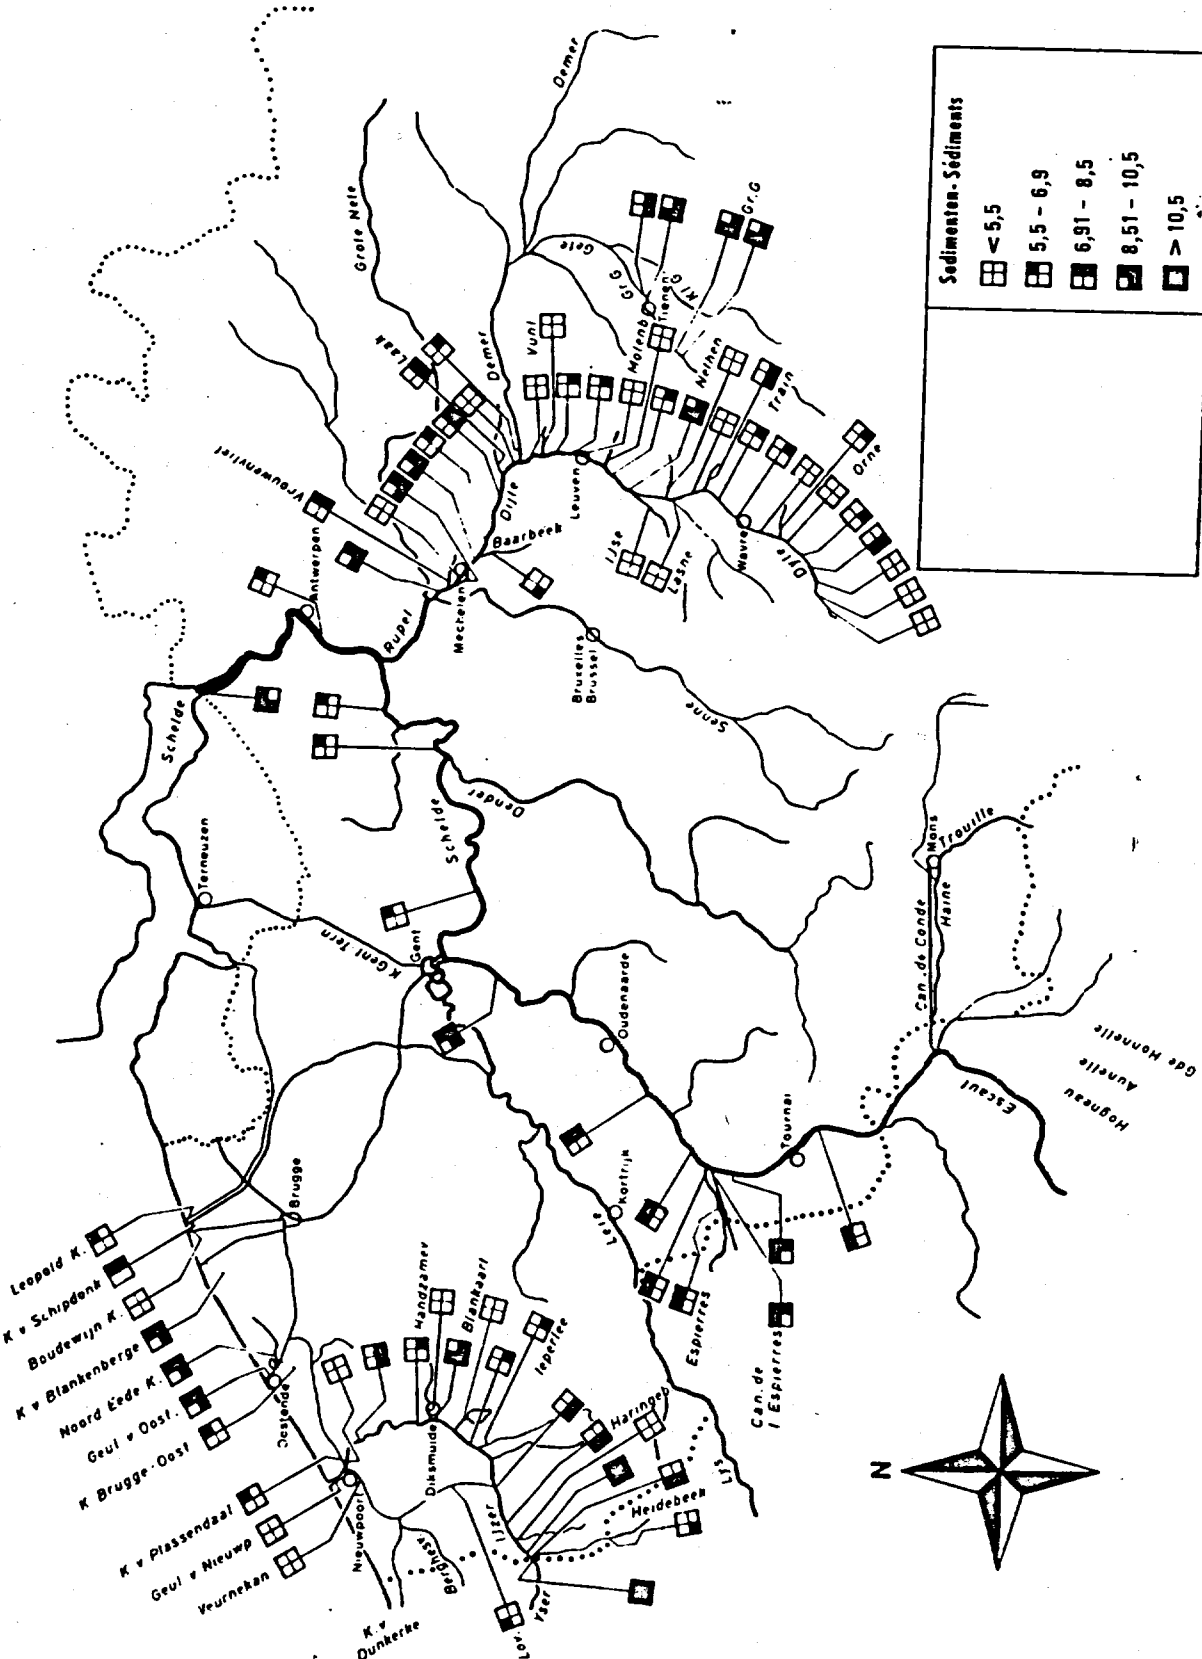 Sedimenten-Sédiments
< 5,5
5,5 - 6,9
6,91 - 8,5
8,51 - 10,5
> 10,5
Demer
Grote Nete
Laak
Vrouwenvliet
Antwerpen
Schelde
Rupel
Mechelen
Baarbeek
Dijle
Demer
Vunt
Gete
Gr.G
Kl G
Tienen
Molenb
Gr.G
Leuven
Nethen
Train
Orne
IJse
Lasne
Wavre
Dyle
Bruxelles
Brussel
Senne
Dender
Schelde
Terneuzen
K Gent-Tern
Gent
Oudenaarde
Mons
Trouille
Can. de Conde
Haine
Escaut
Gde Honnelle
Aunelle
Hogneau
Tournai
Kortrijk
Leie
Espierres
Can. de
l Espierres
Brugge
Leopold K.
K v Schipdonk
Boudewijn K.
K v Blankenberge
Noord Eede K.
Geul v Oost.
K Brugge-Oost
Oostende
K v Plassendaal
Geul v Nieuwp
Veurnekan
Nieuwpoort
Handzamev
Blankaart
Ieperlee
Diksmuide
Haringeb
Heidebeek
Lys
IJzer
Yser
Lov.
Berghesv
K. v
Dunkerke
N